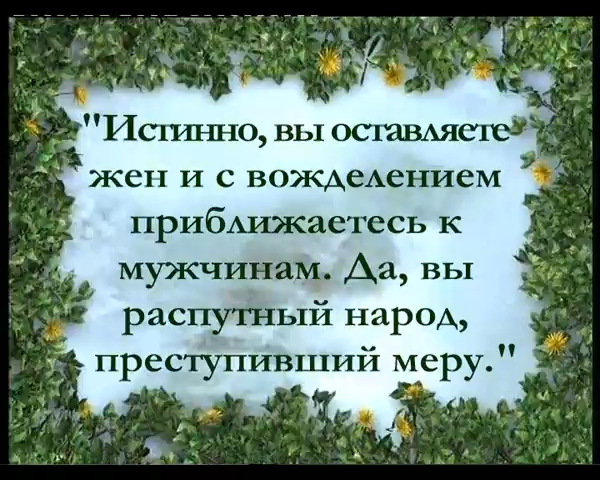 "Истинно, вы оставляете
жен и с вожделением
приближаетесь к
мужчинам. Да, вы
распутный народ,
преступивший меру."